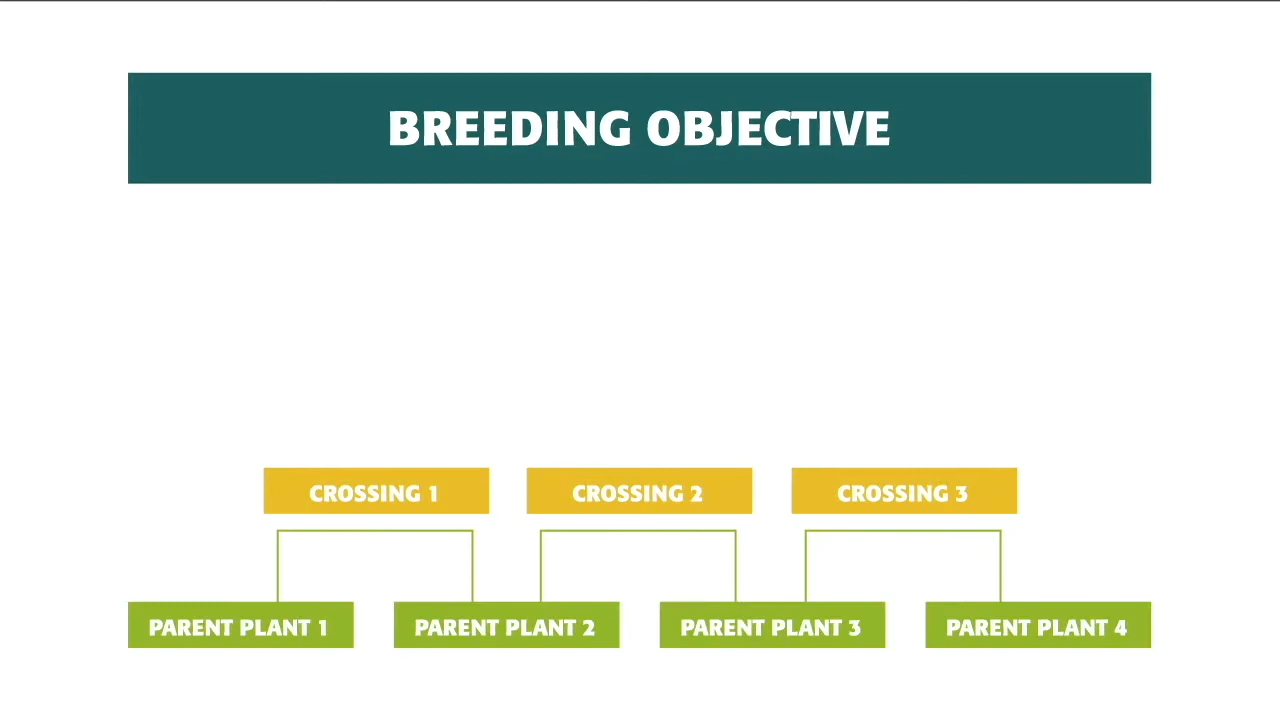 BREEDING OBJECTIVE
CROSSING 1
CROSSING 2
CROSSING 3
PARENT PLANT 1
PARENT PLANT 2
PARENT PLANT 3
PARENT PLANT 4